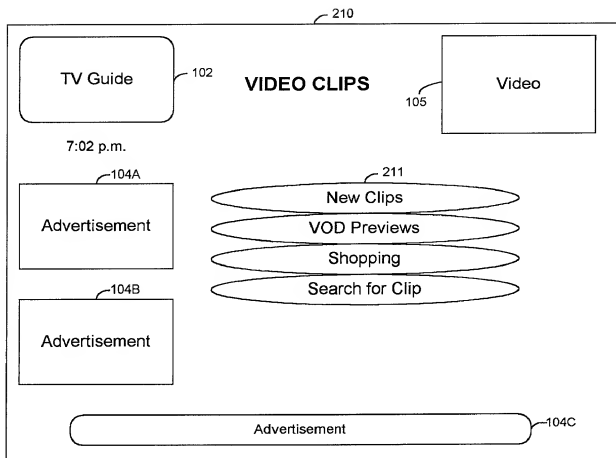 210
TV Guide
102
VIDEO CLIPS
105
Video
7:02 p.m.
104A
Advertisement
211
New Clips
VOD Previews
Shopping
Search for Clip
104B
Advertisement
Advertisement
104C